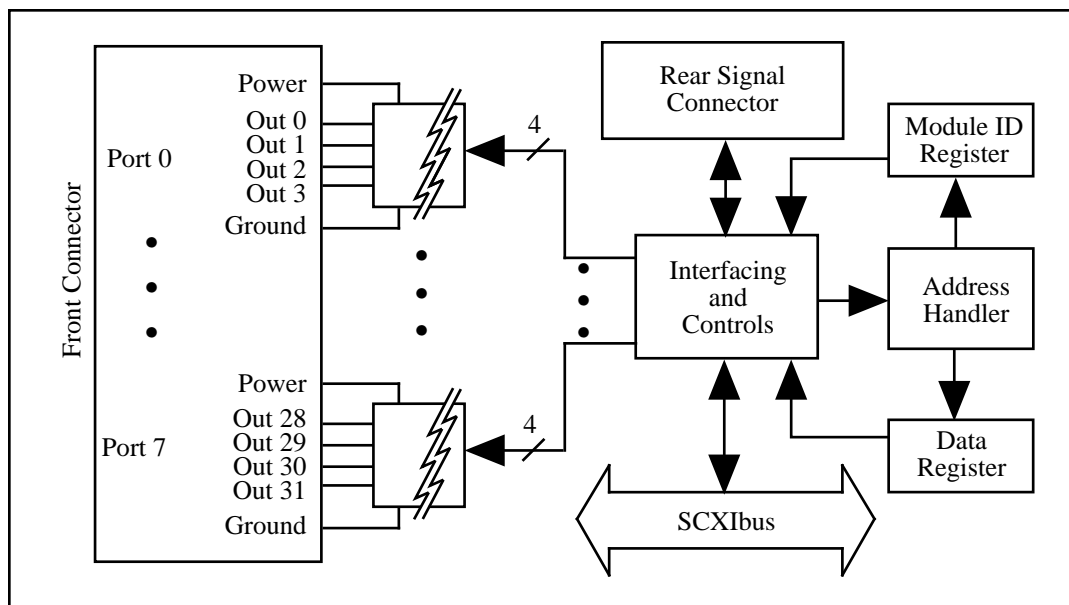 Front Connector
Power
Out 0
Out 1
Port 0
Out 2
Out 3
Ground
4
Power
Out 28
Out 29
Port 7
Out 30
Out 31
Ground
4
Rear Signal
Connector
Module ID
Register
Interfacing
and
Controls
Address
Handler
Data
Register
SCXIbus